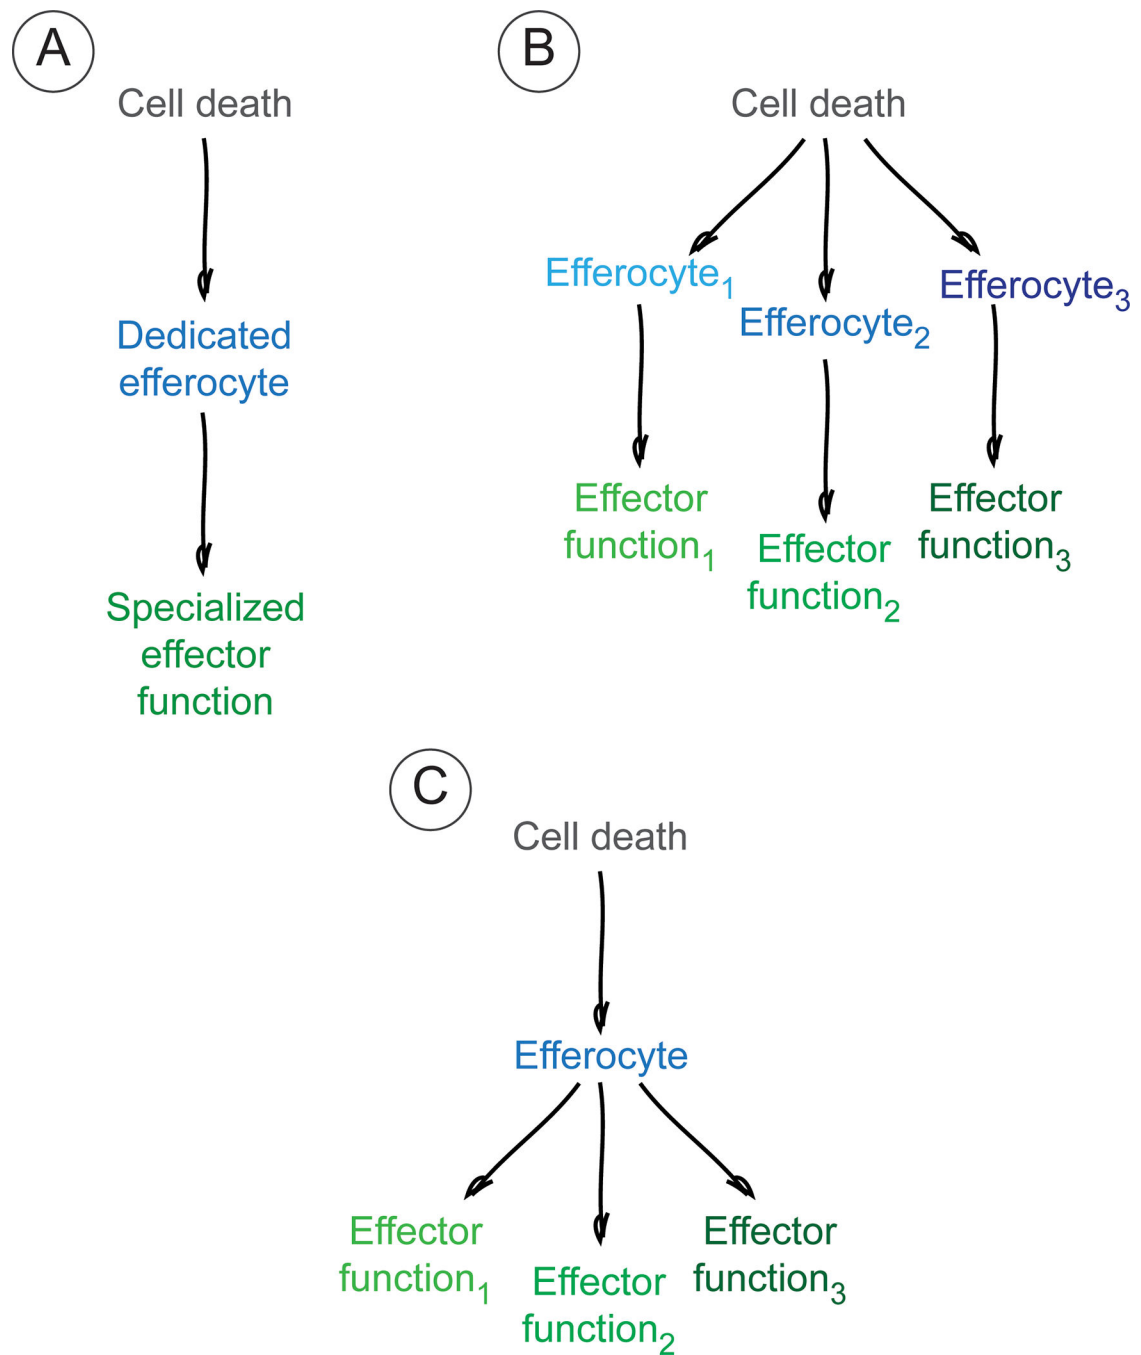 A
Cell death
Dedicated
efferocyte
Specialized
effector
function
B
Cell death
Efferocyte₁
Efferocyte₂
Efferocyte₃
Effector
function₁
Effector
function₂
Effector
function₃
C
Cell death
Efferocyte
Effector
function₁
Effector
function₂
Effector
function₃